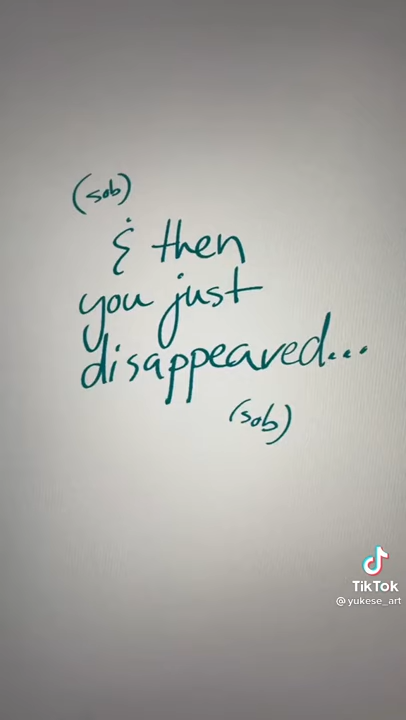 (sob)
& then
you just
disappeared...
(sob)
TikTok
@yukese_art